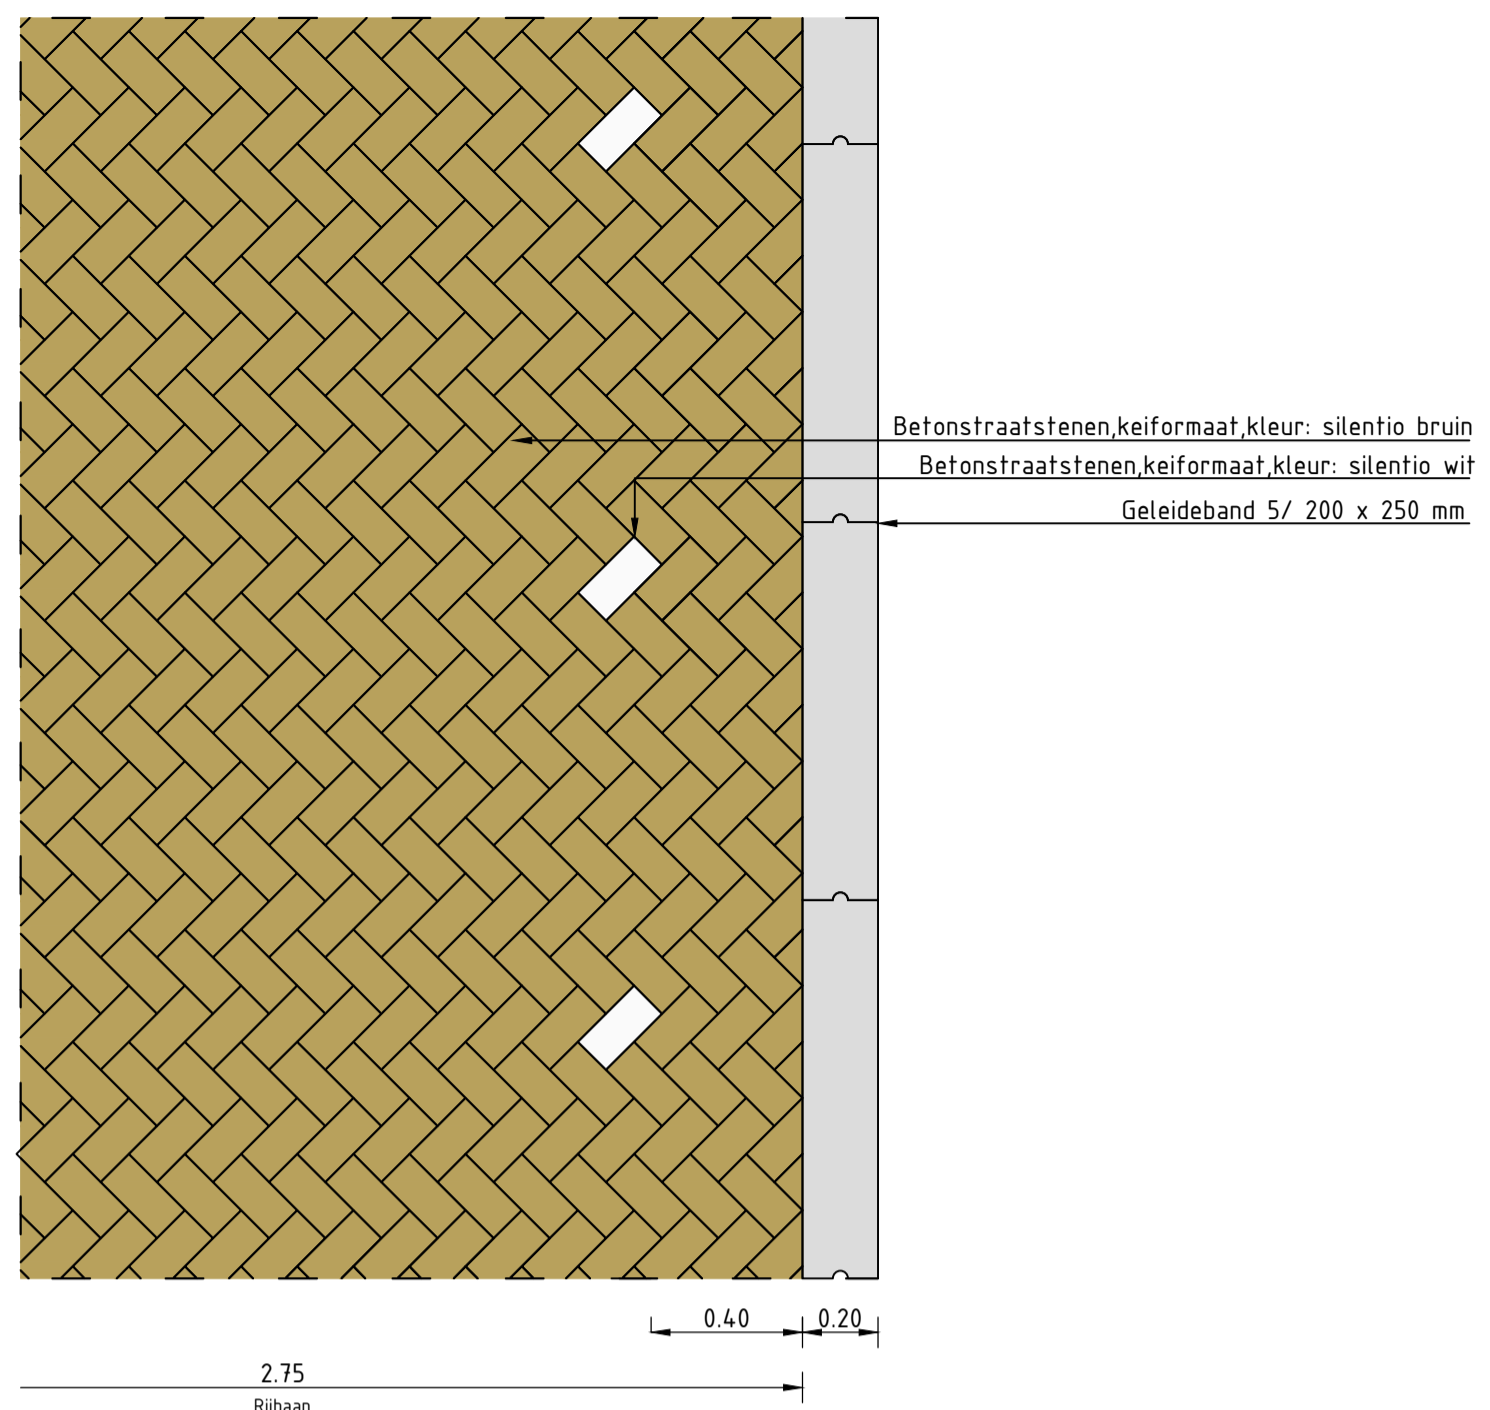 Betonstraatstenen,keiformaat,kleur: silentio bruin
Betonstraatstenen,keiformaat,kleur: silentio wit
Geleideband 5/ 200 x 250 mm
0.40 0.20
2.75
Rijbaan